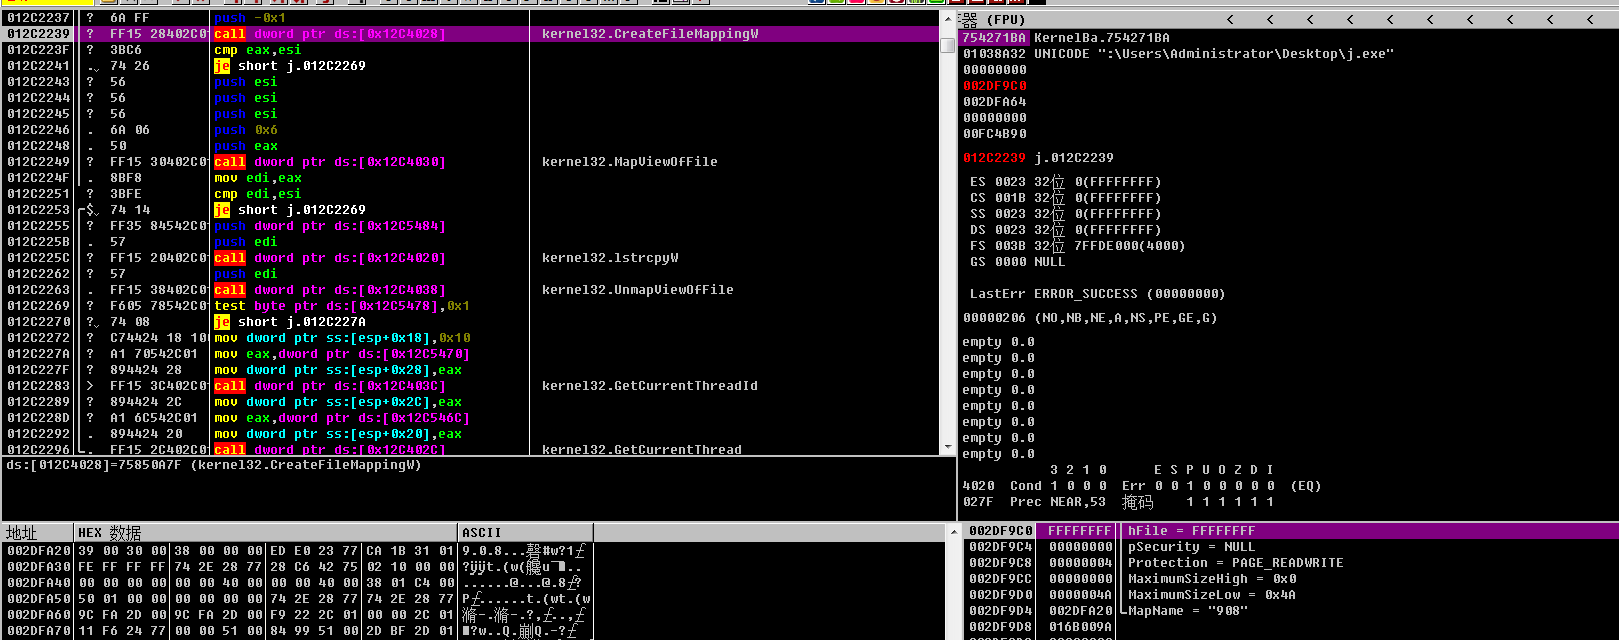 012C2237 ? 6A FF push -0x1
012C2239 ? FF15 28402C0 call dword ptr ds:[0x12C4028] kernel32.CreateFileMappingW
012C223F ? 3BC6 cmp eax,esi
012C2241 . 74 26 je short j.012C2269
012C2243 ? 56 push esi
012C2244 ? 56 push esi
012C2245 ? 56 push esi
012C2246 . 6A 06 push 0x6
012C2248 . 50 push eax
012C2249 ? FF15 30402C0 call dword ptr ds:[0x12C4030] kernel32.MapViewOfFile
012C224F . 8BF8 mov edi,eax
012C2251 ? 3BFE cmp edi,esi
012C2253 $ 74 14 je short j.012C2269
012C2255 ? FF35 84542C0 push dword ptr ds:[0x12C5484]
012C225B . 57 push edi
012C225C ? FF15 20402C0 call dword ptr ds:[0x12C4020] kernel32.lstrcpyW
012C2262 ? 57 push edi
012C2263 . FF15 38402C0 call dword ptr ds:[0x12C4038] kernel32.UnmapViewOfFile
012C2269 ? F605 78542C0 test byte ptr ds:[0x12C5478],0x1
012C2270 ? 74 08 je short j.012C227A
012C2272 ? C74424 18 10 mov dword ptr ss:[esp+0x18],0x10
012C227A ? A1 70542C01 mov eax,dword ptr ds:[0x12C5470]
012C227F ? 894424 28 mov dword ptr ss:[esp+0x28],eax
012C2283 > FF15 3C402C0 call dword ptr ds:[0x12C403C] kernel32.GetCurrentThreadId
012C2289 ? 894424 2C mov dword ptr ss:[esp+0x2C],eax
012C228D ? A1 6C542C01 mov eax,dword ptr ds:[0x12C546C]
012C2292 . 894424 20 mov dword ptr ss:[esp+0x20],eax
012C2296 . FF15 2C402C0 call dword ptr ds:[0x12C402C] kernel32.GetCurrentThread
ds:[012C4028]=75850A7F (kernel32.CreateFileMappingW)
器 (FPU) < < < < < < < < < <
754271BA KernelBa.754271BA
01038A32 UNICODE ":\Users\Administrator\Desktop\j.exe"
00000000
002DF9C0
002DFA64
00000000
00FC4B90
012C2239 j.012C2239
ES 0023 32位 0(FFFFFFFF)
CS 001B 32位 0(FFFFFFFF)
SS 0023 32位 0(FFFFFFFF)
DS 0023 32位 0(FFFFFFFF)
FS 003B 32位 7FFDE000(4000)
GS 0000 NULL
LastErr ERROR_SUCCESS (00000000)
00000206 (NO,NB,NE,A,NS,PE,GE,G)
empty 0.0
empty 0.0
empty 0.0
empty 0.0
empty 0.0
empty 0.0
empty 0.0
empty 0.0
3 2 1 0 E S P U O Z D I
4020 Cond 1 0 0 0 Err 0 0 1 0 0 0 0 0 (EQ)
027F Prec NEAR,53 掩码 1 1 1 1 1 1
地址 HEX 数据 ASCII
002DFA20 39 00 30 00 38 00 00 00 ED E0 23 77 CA 1B 31 01
002DFA30 FE FF FF FF 74 2E 28 77 28 C6 42 75 02 10 00 00
002DFA40 00 00 00 00 00 40 00 00 00 00 40 00 38 01 C4 00
002DFA50 50 01 00 00 00 00 00 00 74 2E 28 77 74 2E 28 77
002DFA60 9C FA 2D 00 9C FA 2D 00 F9 22 2C 01 00 00 2C 01
002DFA70 11 F6 24 77 00 00 51 00 84 99 51 00 2D BF 2D 01
002DF9C0 FFFFFFFF hFile = FFFFFFFF
002DF9C4 00000000 pSecurity = NULL
002DF9C8 00000004 Protection = PAGE_READWRITE
002DF9CC 00000000 MaximumSizeHigh = 0x0
002DF9D0 0000004A MaximumSizeLow = 0x4A
002DF9D4 002DFA20 MapName = "908"
002DF9D8 016B009A